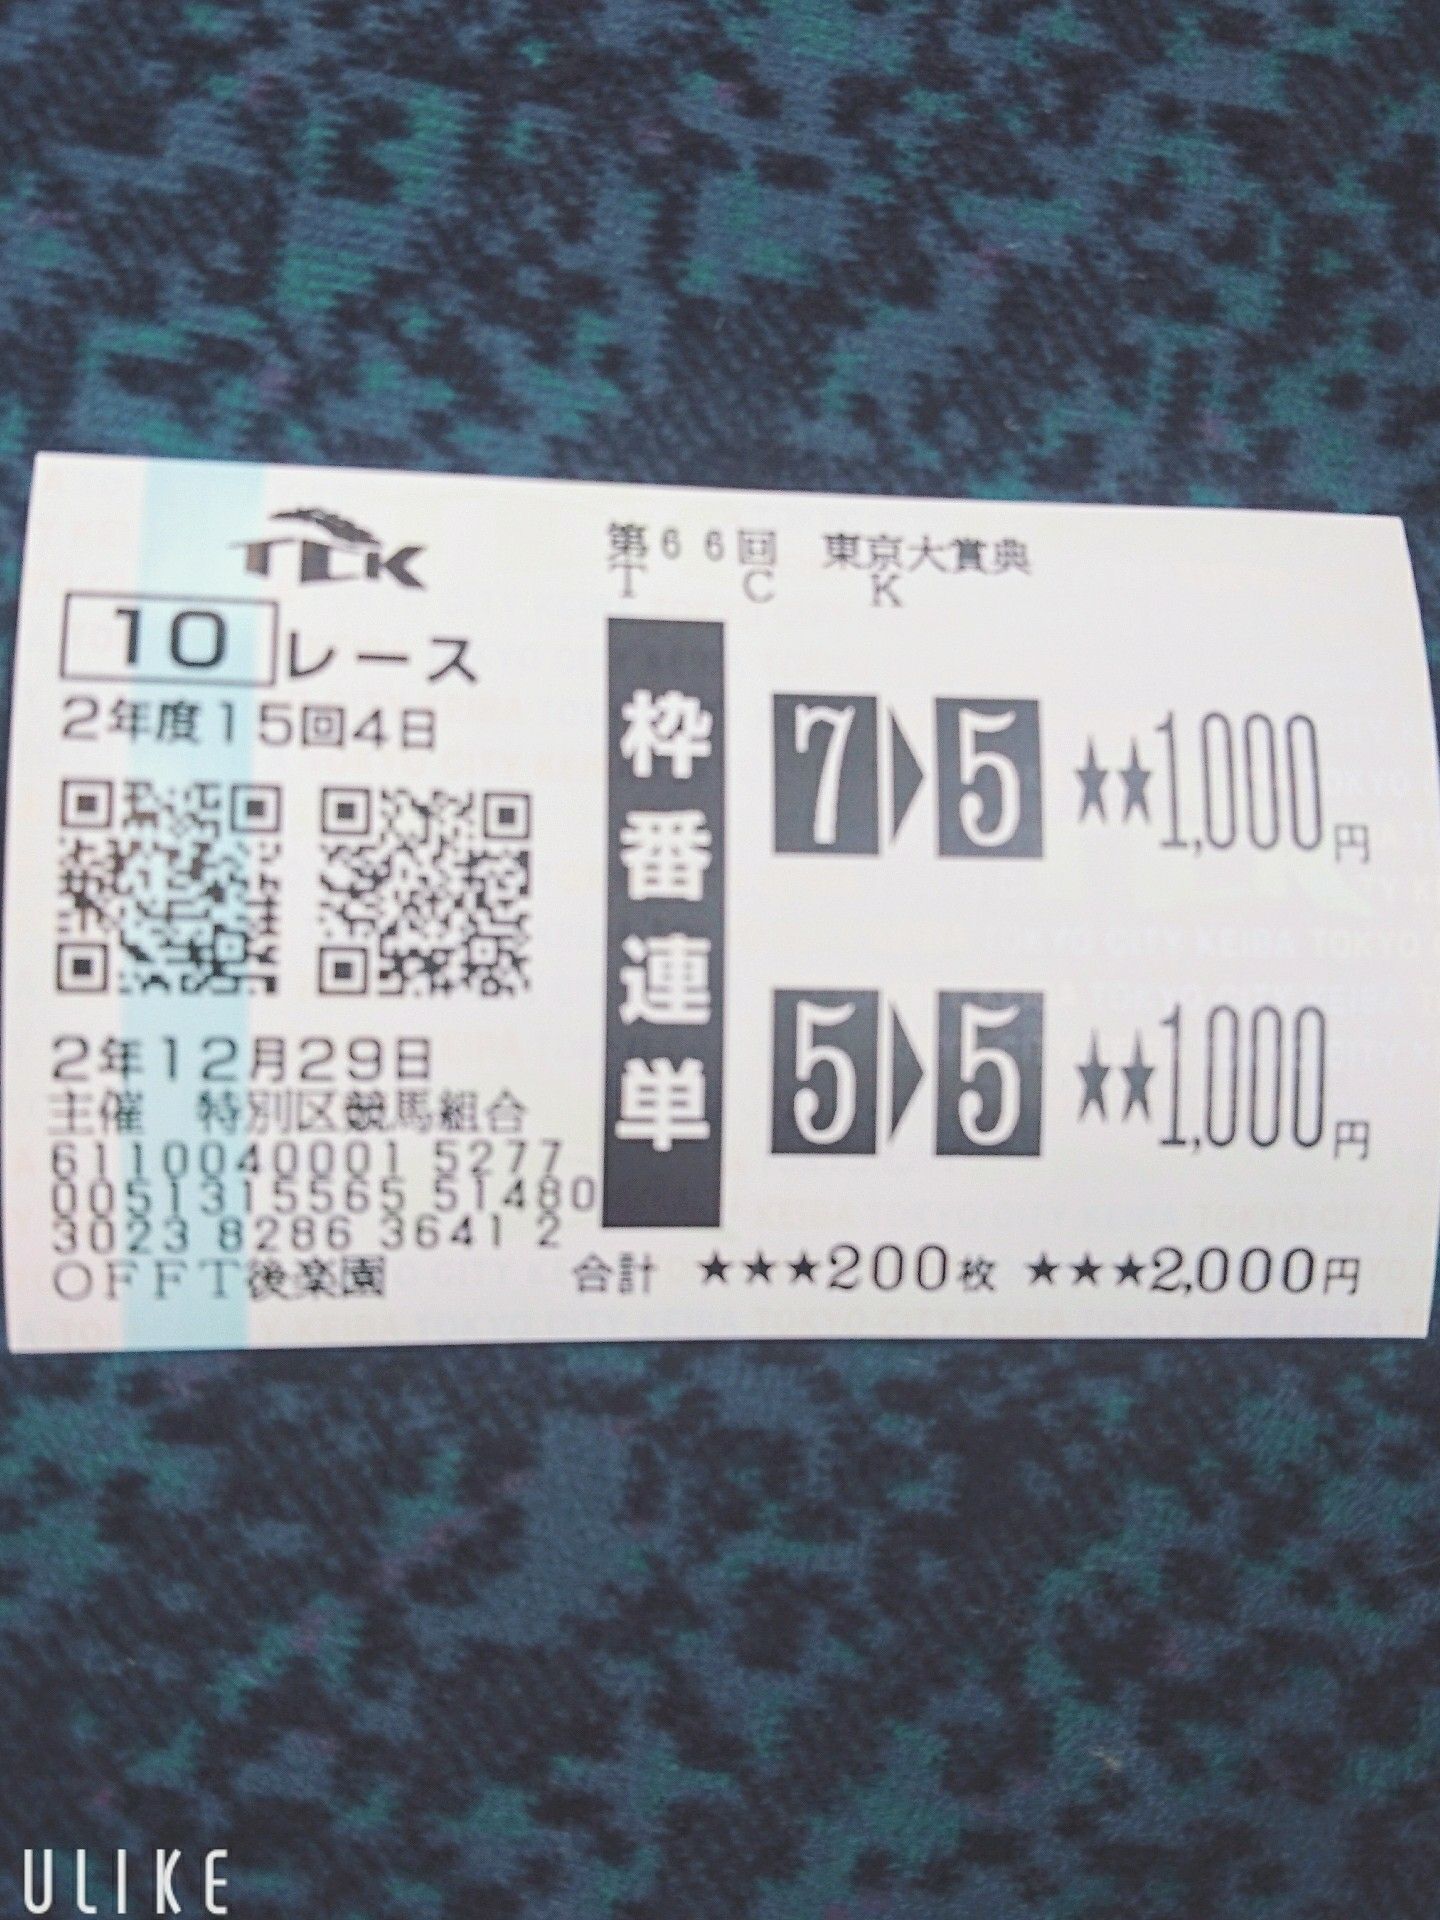 TCK
第66回 東京大賞典
T C K
10レース
2年度15回4日
枠番連単
7▶5 ★★1,000円
5▶5 ★★1,000円
2年12月29日
主催 特別区競馬組合
6110040001 5277
0051315565 51480
3023 8286 3641 2
OFFT後楽園
合計 ★★★200枚 ★★★2,000円
ULIKE